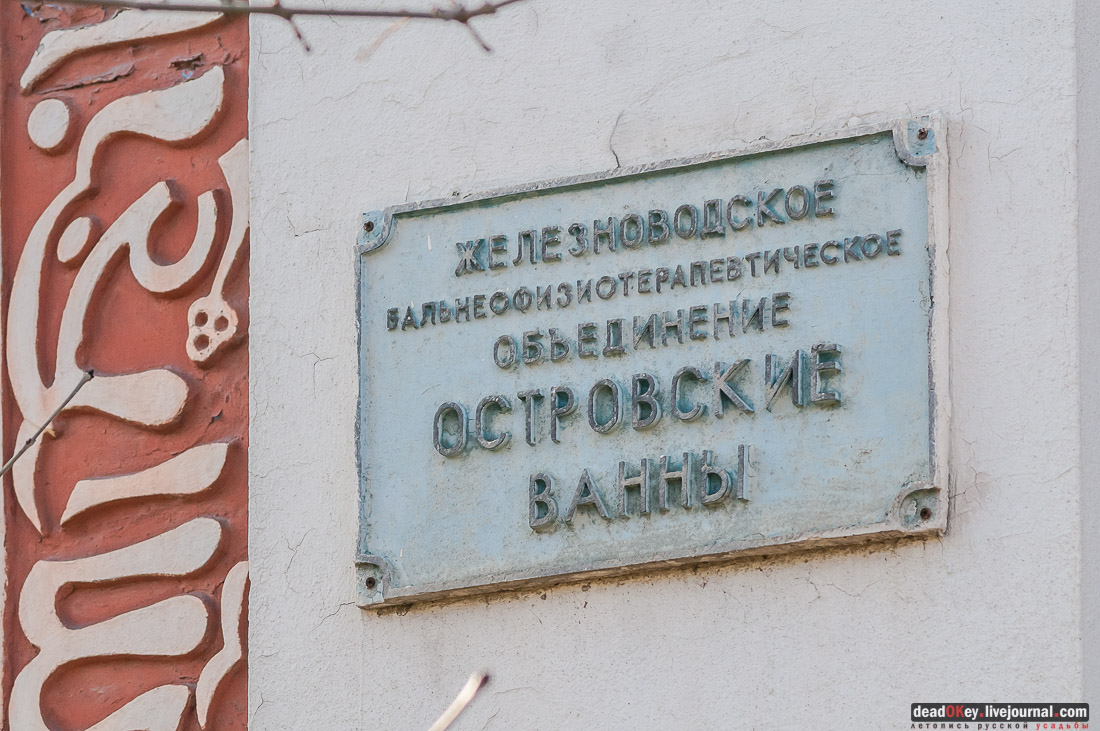 ЖЕЛЕЗНОВОДСКОЕ
БАЛЬНЕОФИЗИОТЕРАПЕВТИЧЕСКОЕ
ОБЪЕДИНЕНИЕ
ОСТРОВСКИЕ
ВАННЫ
deadOKey.livejournal.com
летопись русской усадьбы